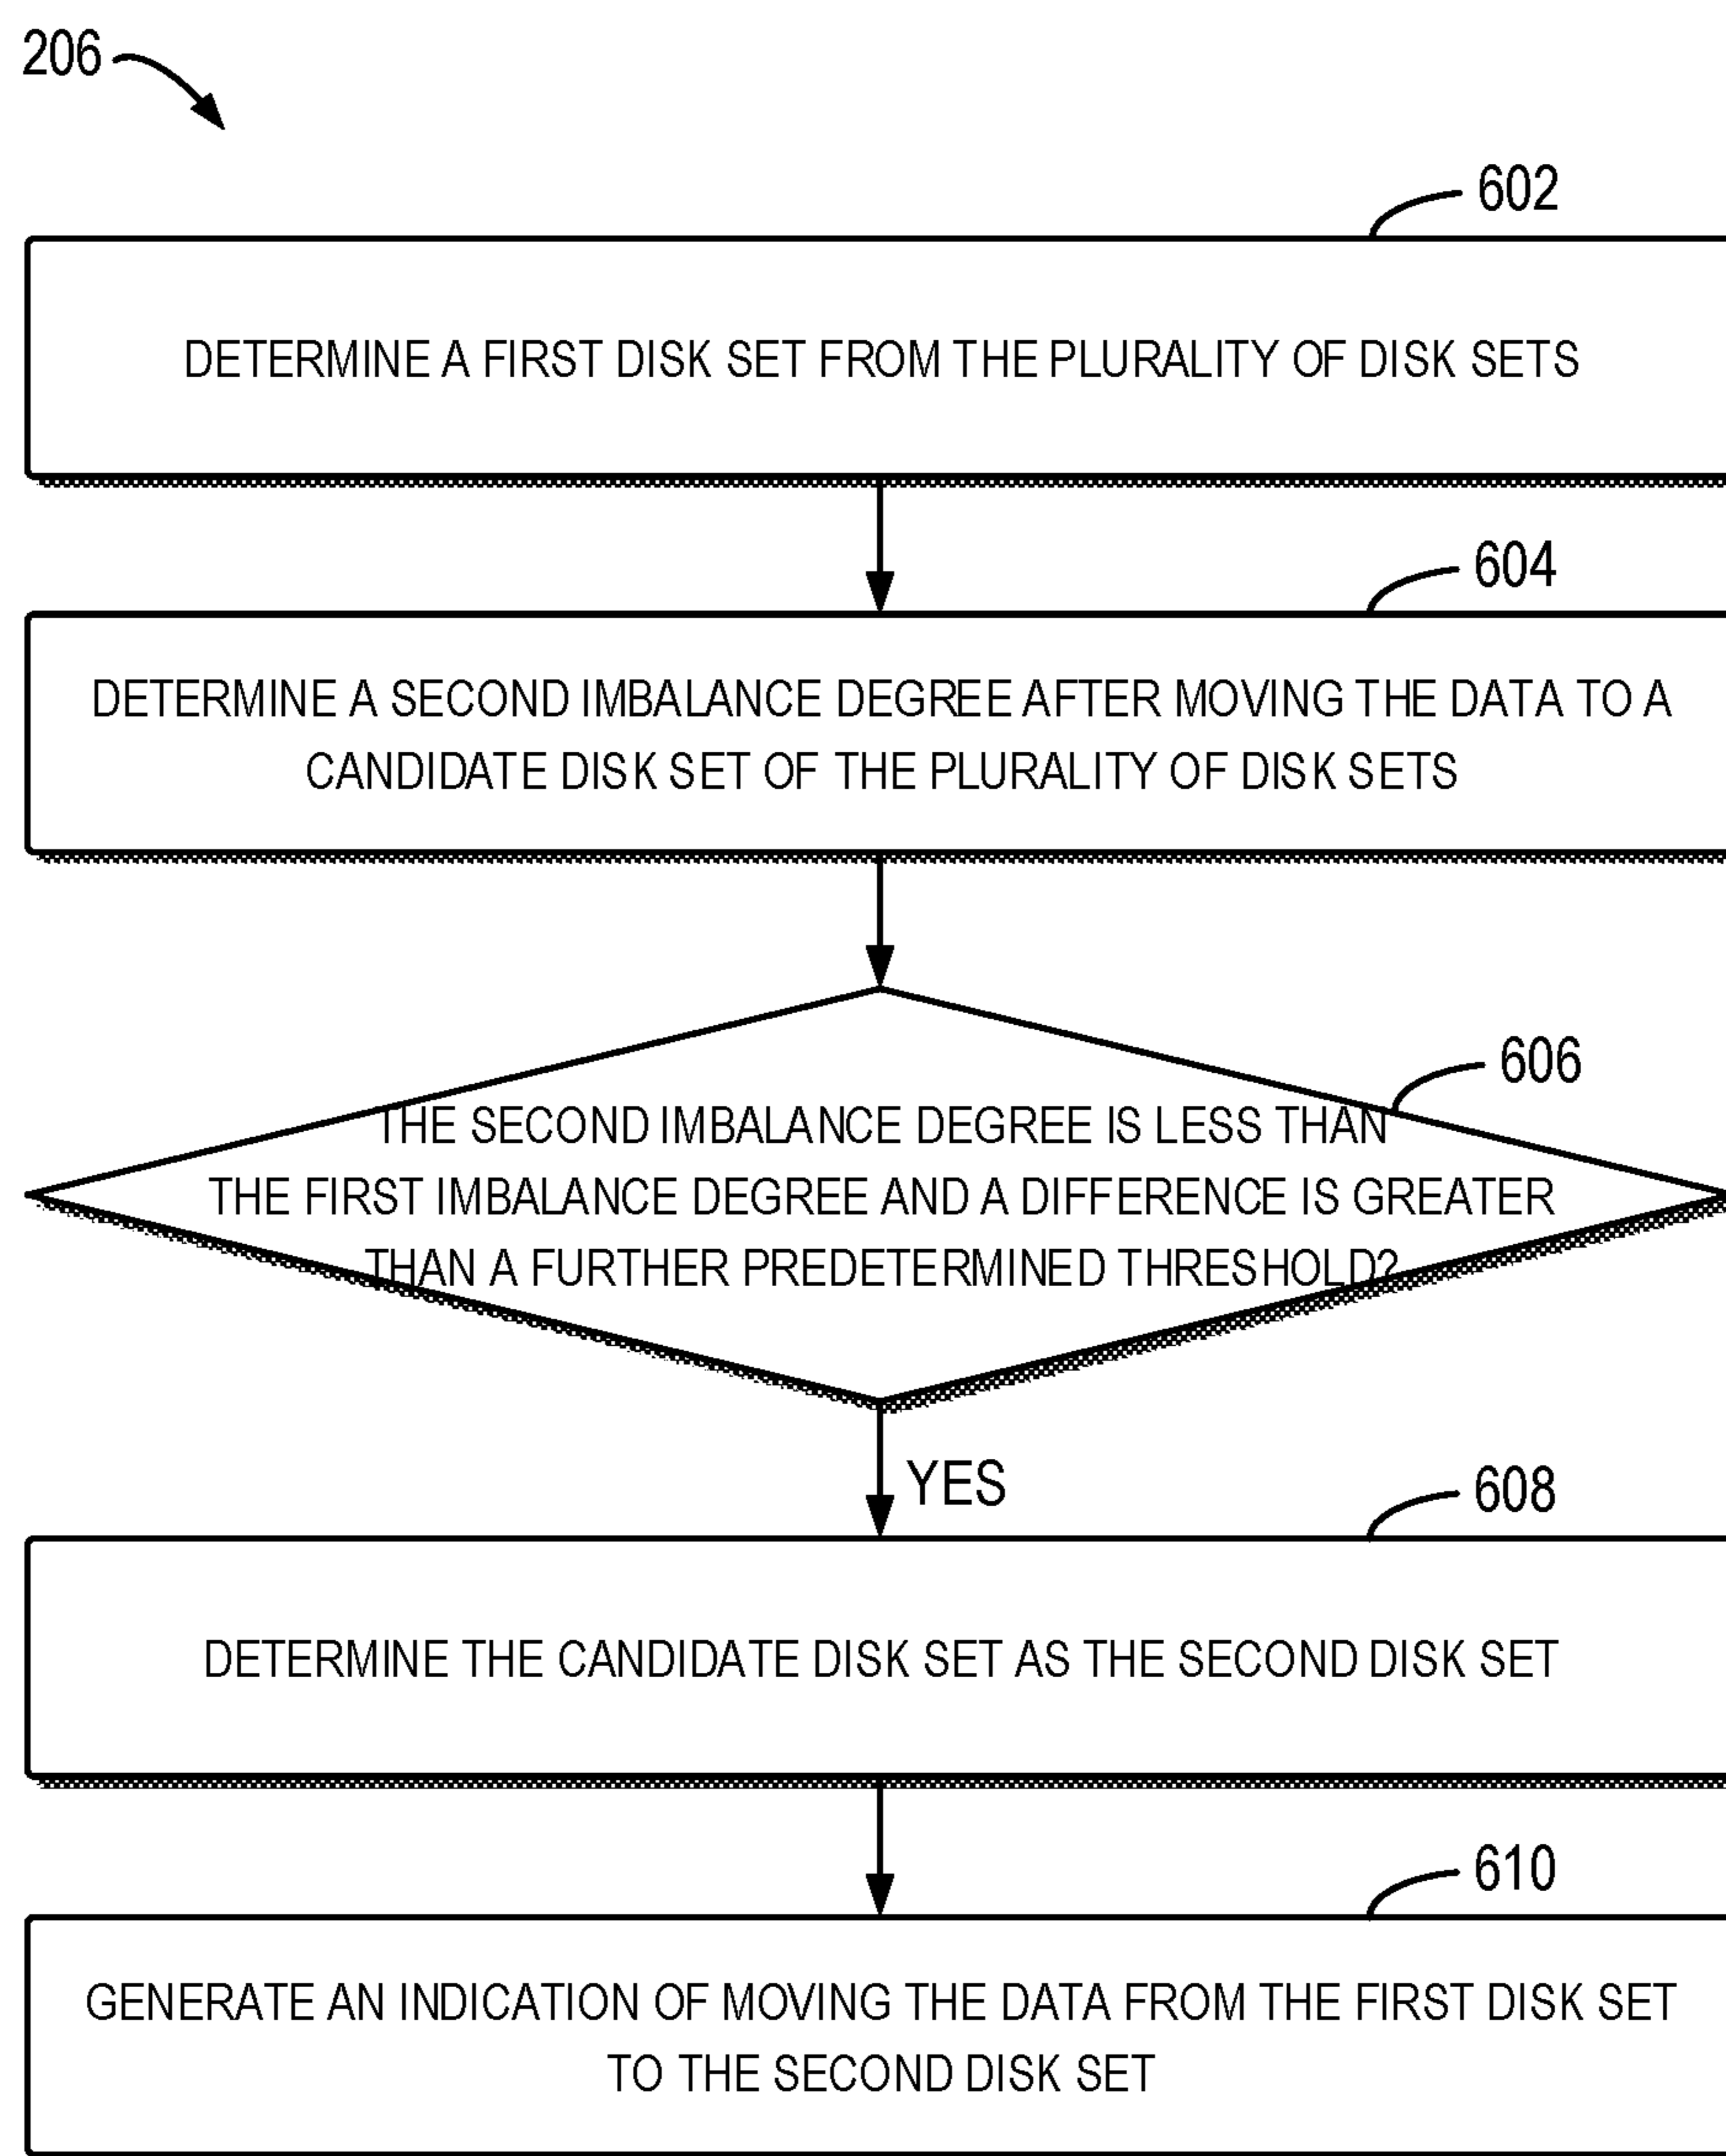 206
602
DETERMINE A FIRST DISK SET FROM THE PLURALITY OF DISK SETS
604
DETERMINE A SECOND IMBALANCE DEGREE AFTER MOVING THE DATA TO A
CANDIDATE DISK SET OF THE PLURALITY OF DISK SETS
606
THE SECOND IMBALANCE DEGREE IS LESS THAN
THE FIRST IMBALANCE DEGREE AND A DIFFERENCE IS GREATER
THAN A FURTHER PREDETERMINED THRESHOLD?
YES
608
DETERMINE THE CANDIDATE DISK SET AS THE SECOND DISK SET
610
GENERATE AN INDICATION OF MOVING THE DATA FROM THE FIRST DISK SET
TO THE SECOND DISK SET